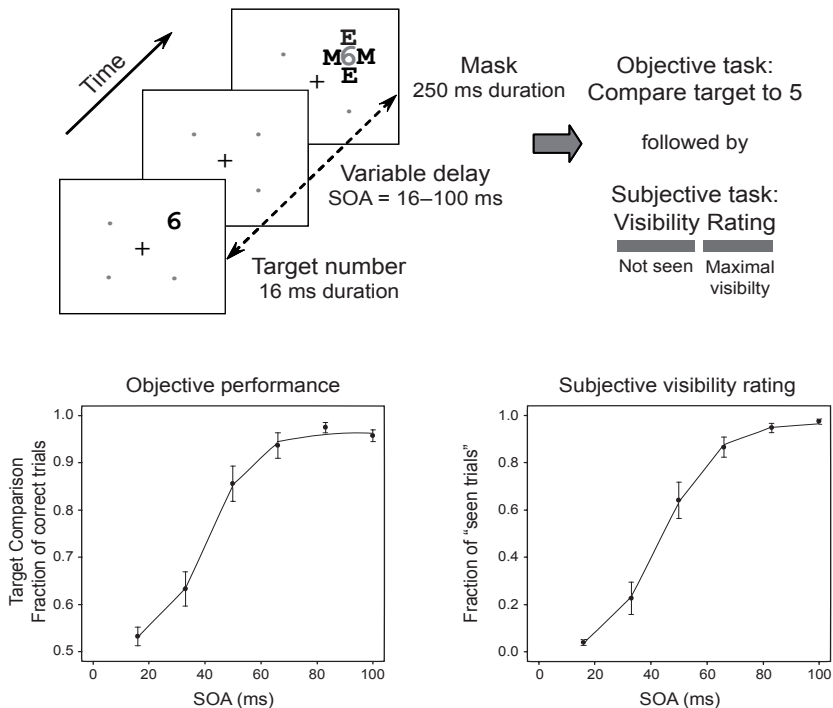 Time
E
M6M
E
6
Mask
250 ms duration
Variable delay
SOA = 16–100 ms
Target number
16 ms duration
Objective task:
Compare target to 5
followed by
Subjective task:
Visibility Rating
Not seen
Maximal
visibilty
Objective performance
Target Comparison
Fraction of correct trials
1.0
0.9
0.8
0.7
0.6
0.5
0 20 40 60 80 100
SOA (ms)
Subjective visibility rating
Fraction of “seen trials”
1.0
0.8
0.6
0.4
0.2
0.0
0 20 40 60 80 100
SOA (ms)